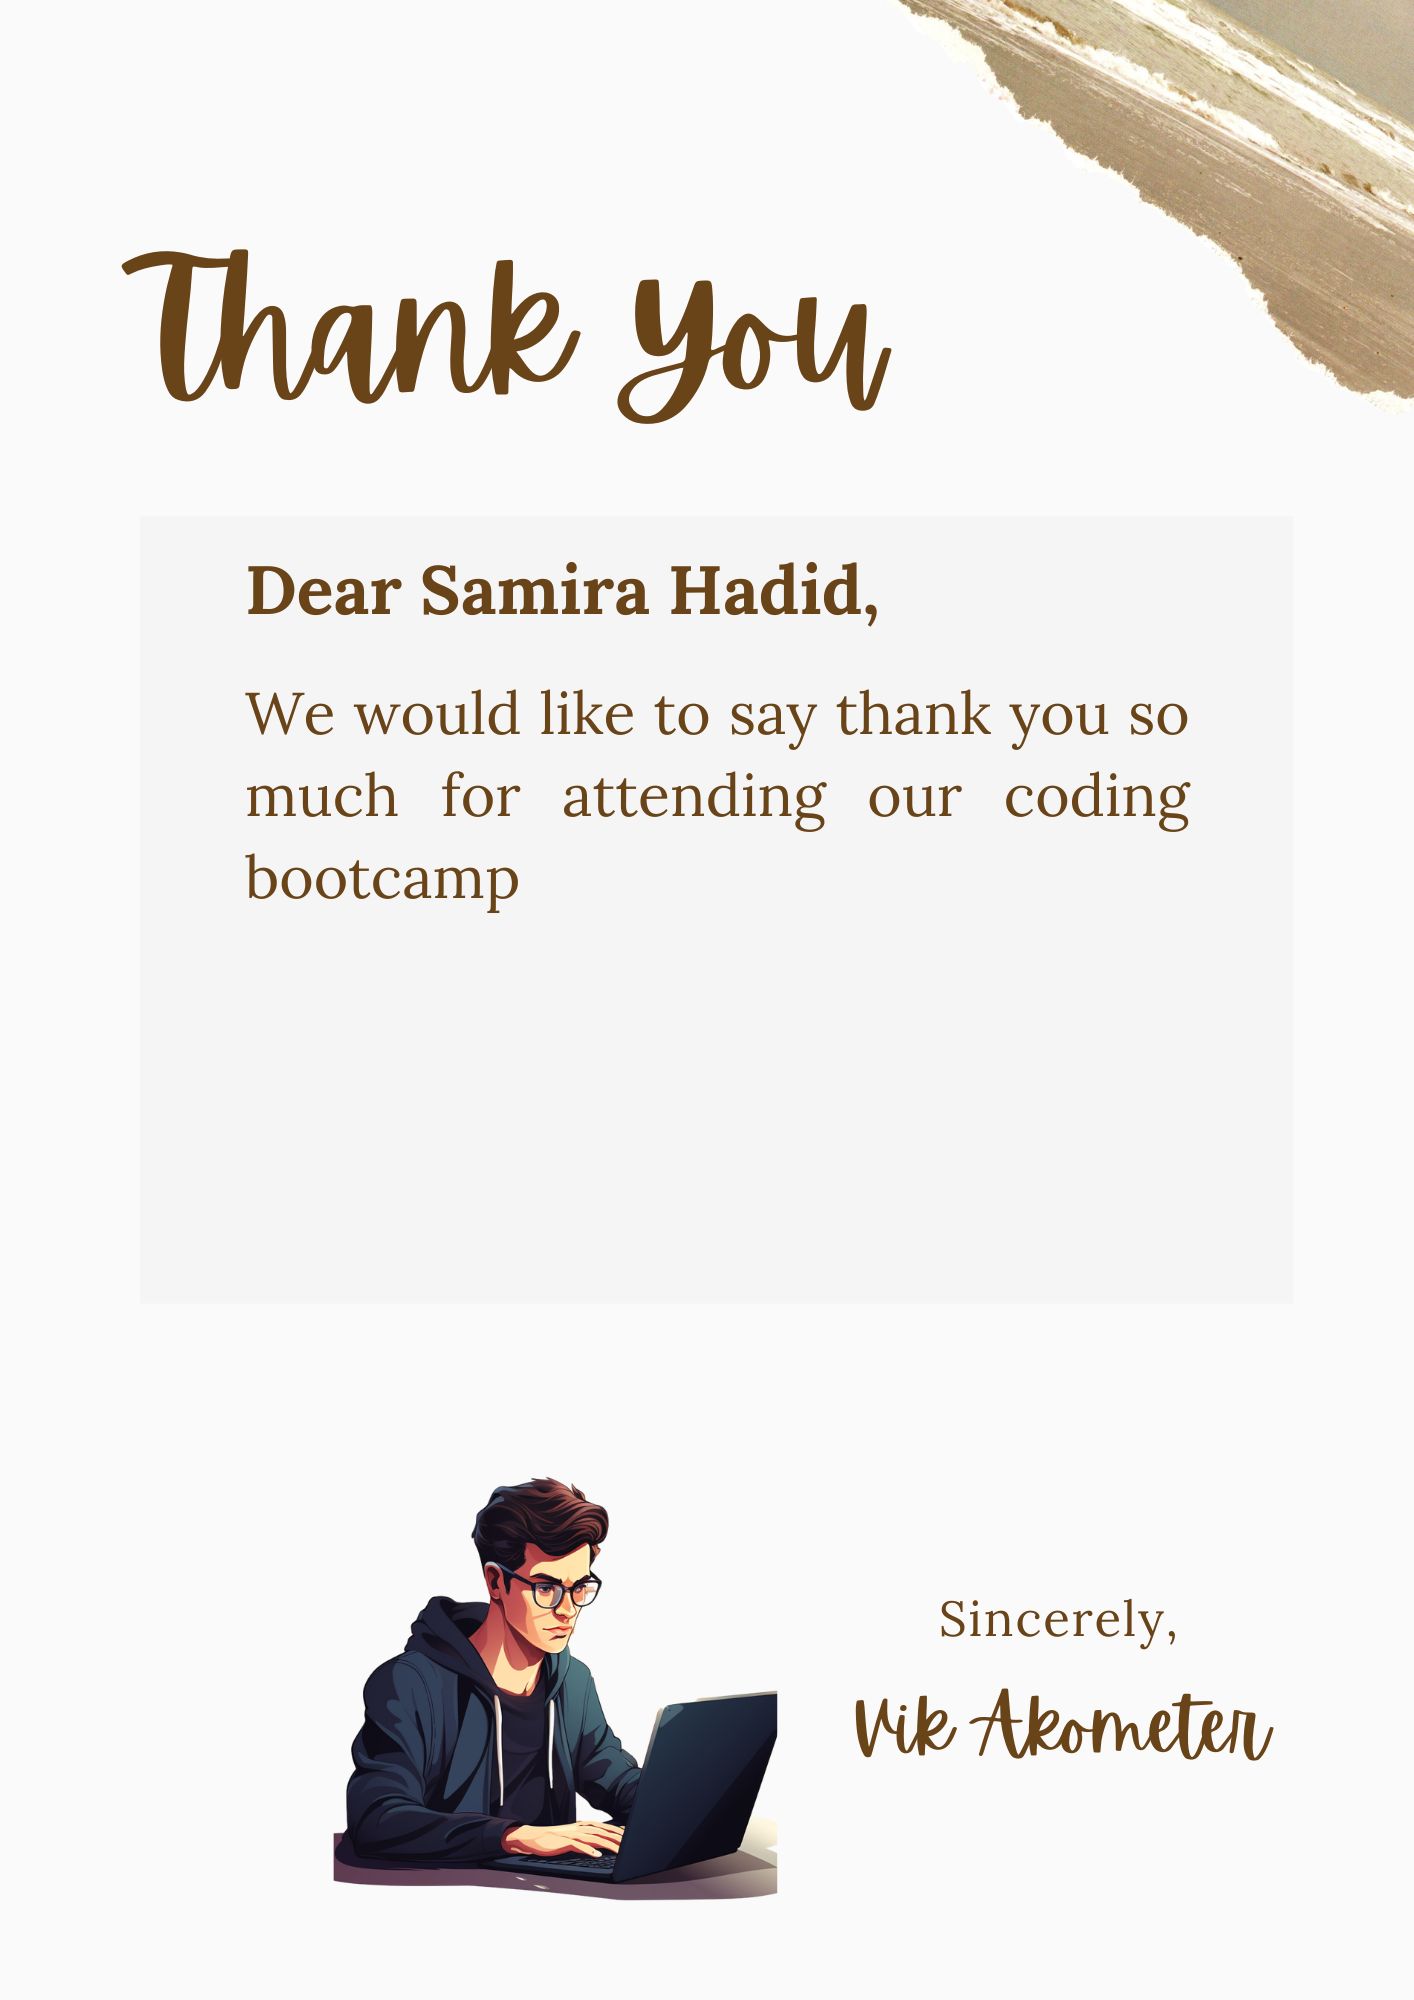 Thank You
Dear Samira Hadid,
We would like to say thank you so
much for attending our coding
bootcamp
Sincerely,
Vik Akometer